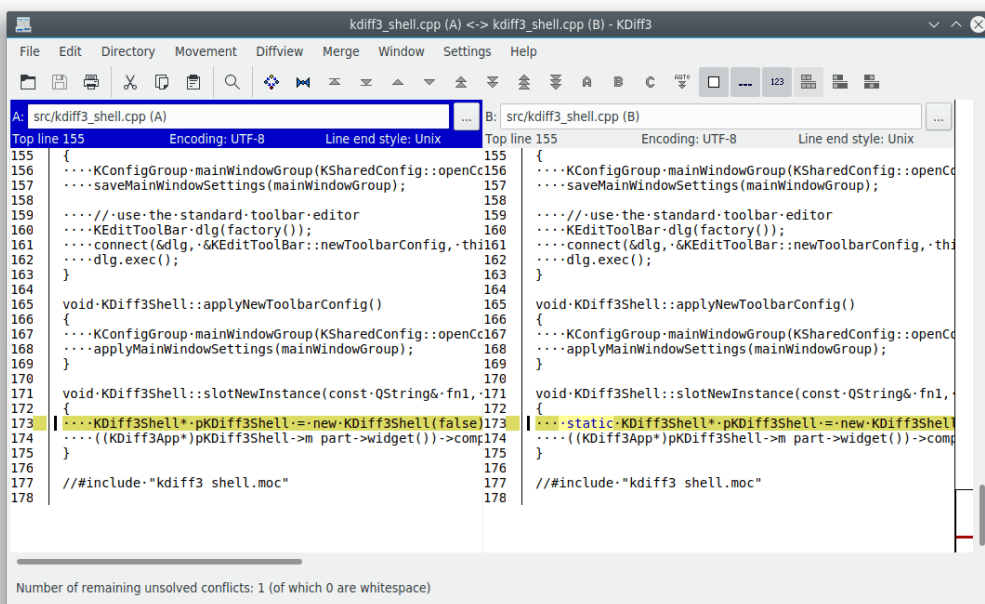 kdiff3_shell.cpp (A) <-> kdiff3_shell.cpp (B) - KDiff3
File Edit Directory Movement Diffview Merge Window Settings Help
A B C AUTO 123
A: src/kdiff3_shell.cpp (A) ...
Top line 155 Encoding: UTF-8 Line end style: Unix
155 {
156 ····KConfigGroup·mainWindowGroup(KSharedConfig::openCo
157 ····saveMainWindowSettings(mainWindowGroup);
158
159 ····//·use·the·standard·toolbar·editor
160 ····KEditToolBar·dlg(factory());
161 ····connect(&dlg,·&KEditToolBar::newToolbarConfig,·thi
162 ····dlg.exec();
163 }
164
165 void·KDiff3Shell::applyNewToolbarConfig()
166 {
167 ····KConfigGroup·mainWindowGroup(KSharedConfig::openCo
168 ····applyMainWindowSettings(mainWindowGroup);
169 }
170
171 void·KDiff3Shell::slotNewInstance(const·QString&·fn1,·
172 {
173 ····KDiff3Shell*·pKDiff3Shell·=·new·KDiff3Shell(false)
174 ····((KDiff3App*)pKDiff3Shell->m part->widget())->comp
175 }
176
177 //#include·"kdiff3 shell.moc"
178
B: src/kdiff3_shell.cpp (B) ...
Top line 155 Encoding: UTF-8 Line end style: Unix
155 {
156 ····KConfigGroup·mainWindowGroup(KSharedConfig::openCo
157 ····saveMainWindowSettings(mainWindowGroup);
158
159 ····//·use·the·standard·toolbar·editor
160 ····KEditToolBar·dlg(factory());
161 ····connect(&dlg,·&KEditToolBar::newToolbarConfig,·thi
162 ····dlg.exec();
163 }
164
165 void·KDiff3Shell::applyNewToolbarConfig()
166 {
167 ····KConfigGroup·mainWindowGroup(KSharedConfig::openCo
168 ····applyMainWindowSettings(mainWindowGroup);
169 }
170
171 void·KDiff3Shell::slotNewInstance(const·QString&·fn1,·
172 {
173 ····static·KDiff3Shell*·pKDiff3Shell·=·new·KDiff3Shell
174 ····((KDiff3App*)pKDiff3Shell->m part->widget())->comp
175 }
176
177 //#include·"kdiff3 shell.moc"
178
Number of remaining unsolved conflicts: 1 (of which 0 are whitespace)